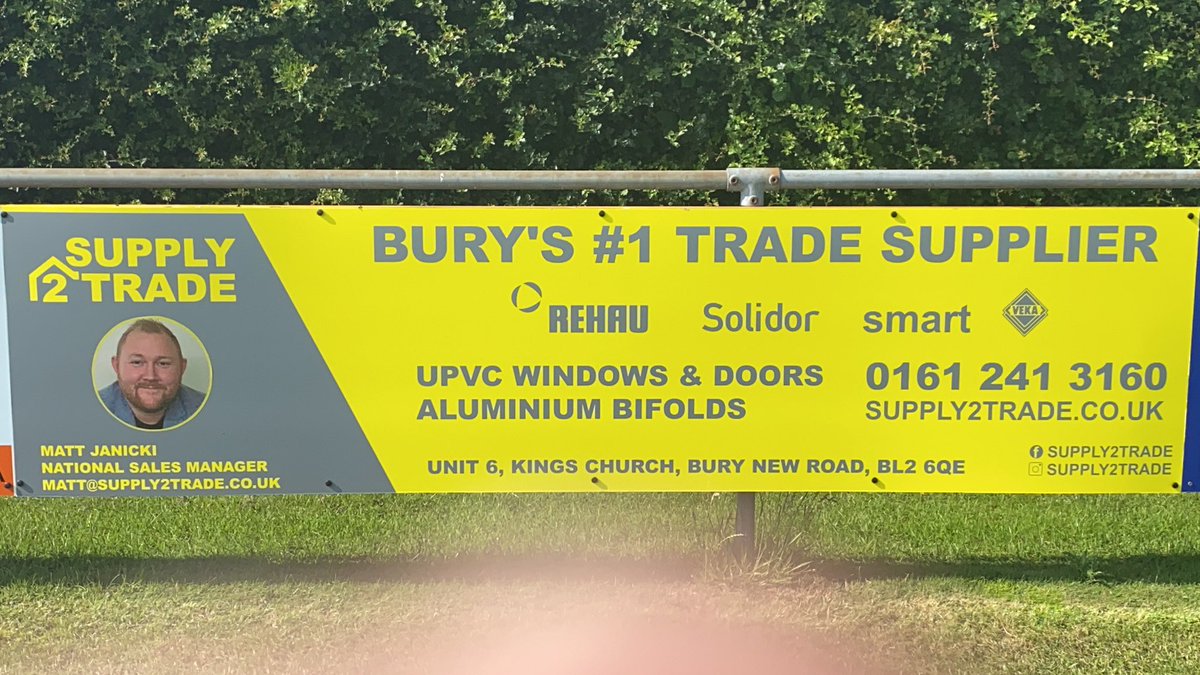 SUPPLY
2 TRADE
MATT JANICKI
NATIONAL SALES MANAGER
MATT@SUPPLY2TRADE.CO.UK
BURY'S #1 TRADE SUPPLIER
REHAU Solidor smart VEKA
UPVC WINDOWS & DOORS
ALUMINIUM BIFOLDS
0161 241 3160
SUPPLY2TRADE.CO.UK
UNIT 6, KINGS CHURCH, BURY NEW ROAD, BL2 6QE
SUPPLY2TRADE
SUPPLY2TRADE